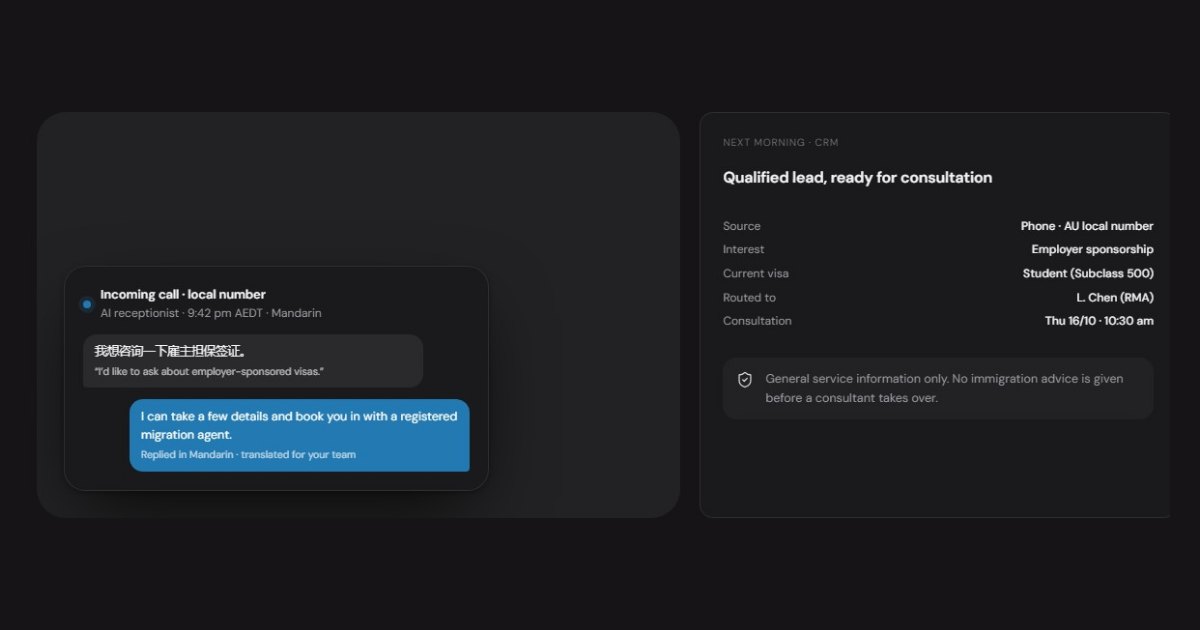 Incoming call · local number
AI receptionist · 9:42 pm AEDT · Mandarin
我想咨询一下雇主担保签证。
“I'd like to ask about employer-sponsored visas.”
I can take a few details and book you in with a registered
migration agent.
Replied in Mandarin · translated for your team
NEXT MORNING · CRM
Qualified lead, ready for consultation
Source Phone · AU local number
Interest Employer sponsorship
Current visa Student (Subclass 500)
Routed to L. Chen (RMA)
Consultation Thu 16/10 · 10:30 am
General service information only. No immigration advice is given
before a consultant takes over.